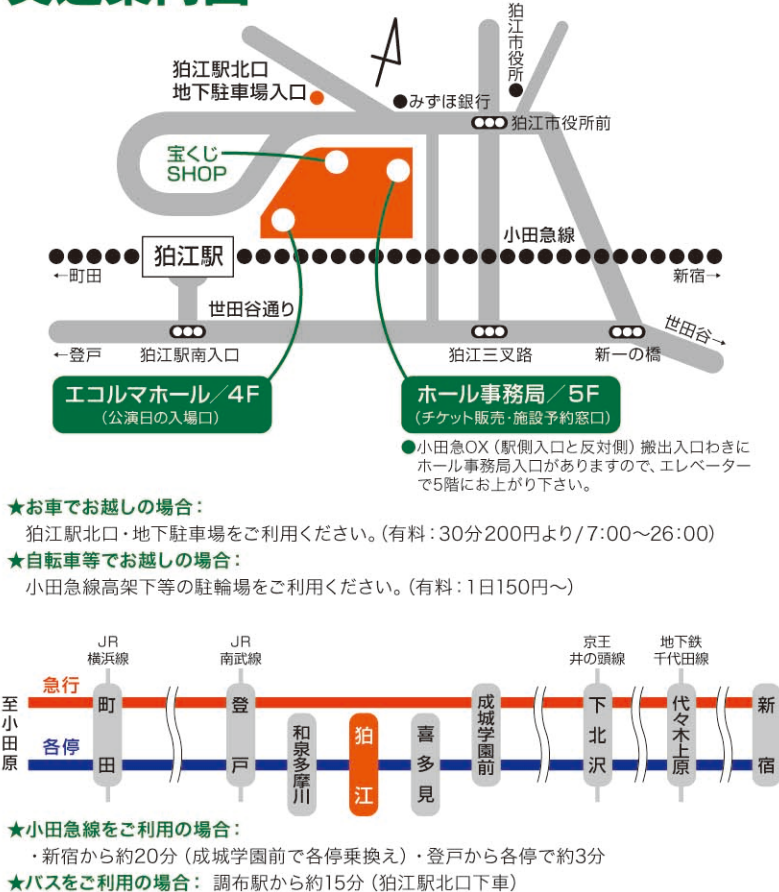 交通案内図
狛江市役所
狛江駅北口
地下駐車場入口
みずほ銀行
狛江市役所前
宝くじ
SHOP
小田急線
狛江駅
←町田
新宿→
世田谷通り
世田谷→
←登戸
狛江駅南入口
狛江三叉路
新一の橋
エコルマホール/4F
(公演日の入場口)
ホール事務局/5F
(チケット販売・施設予約窓口)
●小田急OX(駅側入口と反対側)搬出入口わきに
ホール事務局入口がありますので、エレベーター
で5階にお上がり下さい。
★お車でお越しの場合:
狛江駅北口・地下駐車場をご利用ください。(有料:30分200円より/7:00〜26:00)
★自転車等でお越しの場合:
小田急線高架下等の駐輪場をご利用ください。(有料:1日150円〜)
JR
横浜線
JR
南武線
京王
井の頭線
地下鉄
千代田線
至小田原
急行
各停
町田
登戸
和泉多摩川
狛江
喜多見
成城学園前
下北沢
代々木上原
新宿
★小田急線をご利用の場合:
・新宿から約20分(成城学園前で各停乗換え)・登戸から各停で約3分
★バスをご利用の場合: 調布駅から約15分(狛江駅北口下車)